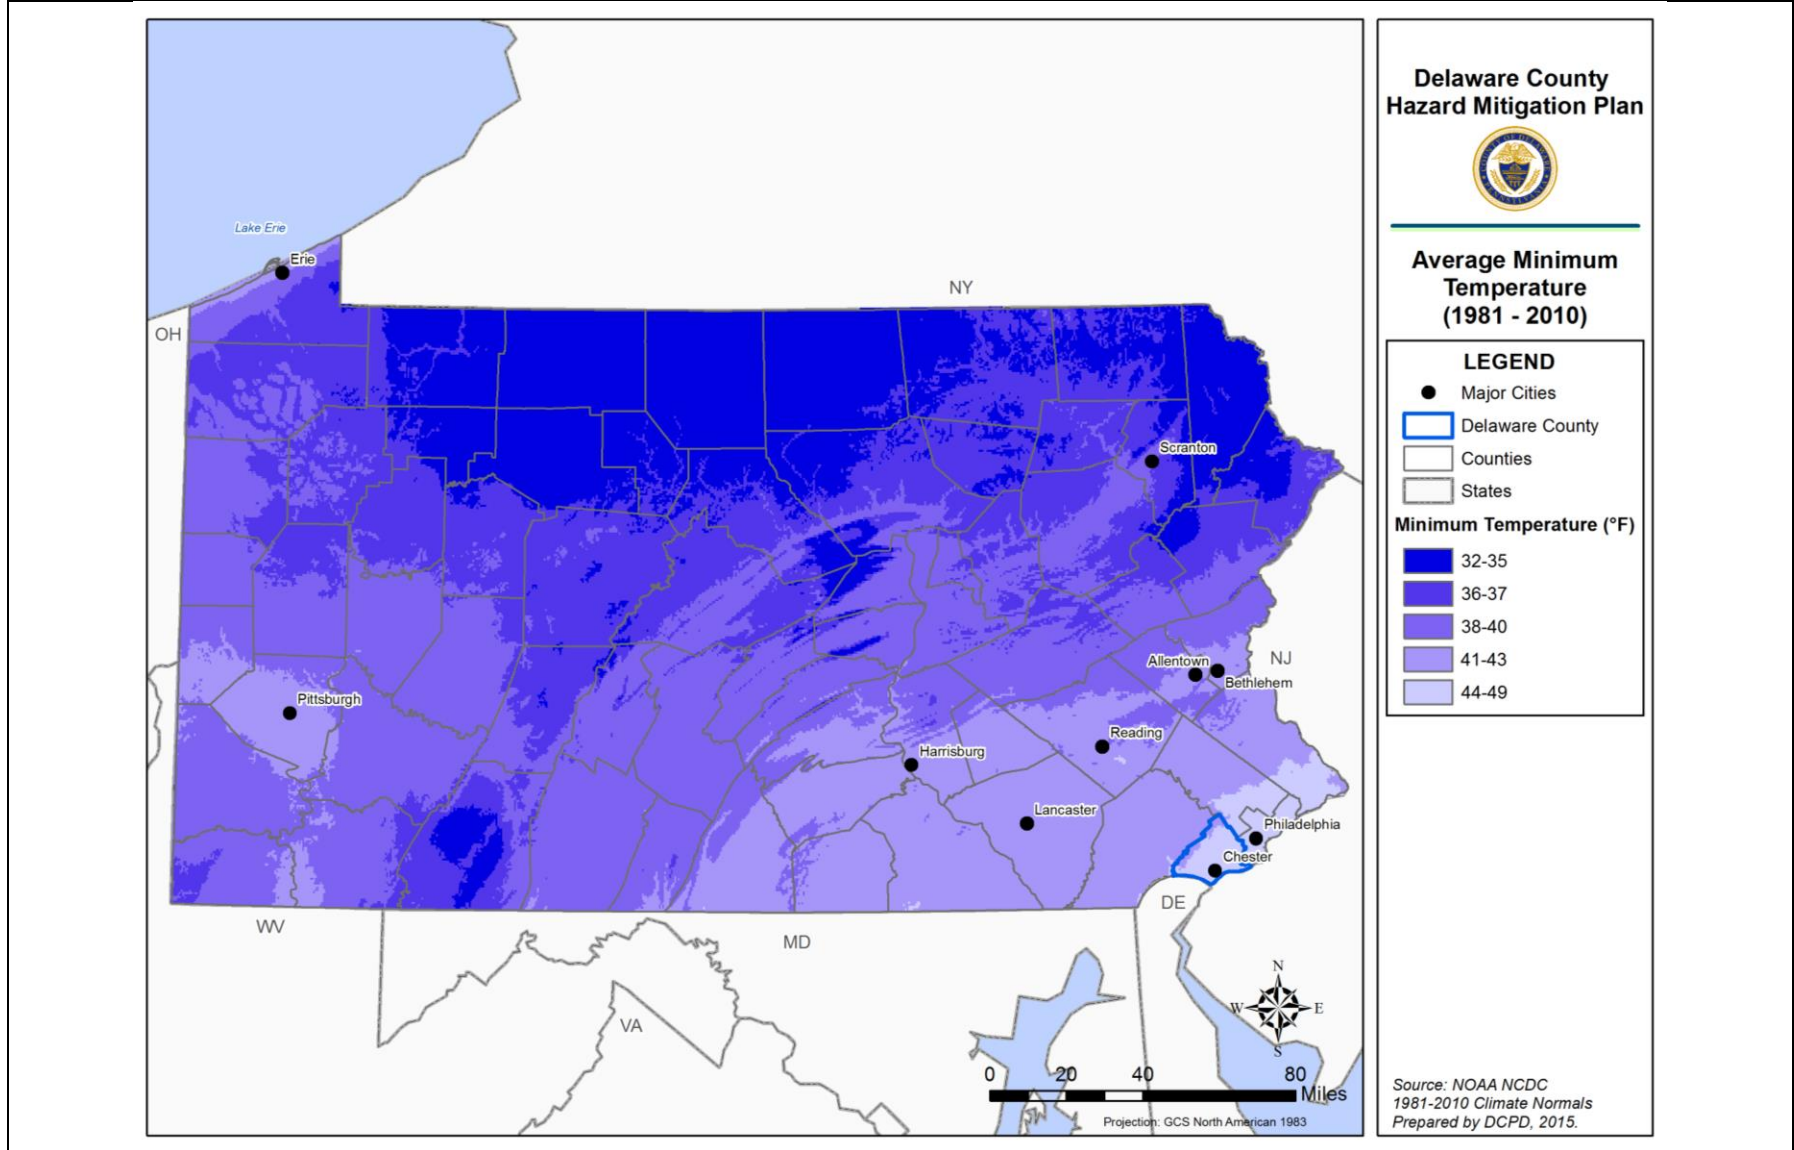 Delaware County
Hazard Mitigation Plan
Average Minimum
Temperature
(1981 - 2010)
LEGEND
Major Cities
Delaware County
Counties
States
Minimum Temperature (°F)
32-35
36-37
38-40
41-43
44-49
Source: NOAA NCDC
1981-2010 Climate Normals
Prepared by DCPD, 2015.
Lake Erie
Erie
NY
OH
Scranton
Allentown
NJ
Bethlehem
Pittsburgh
Reading
Harrisburg
Lancaster
Philadelphia
Chester
DE
WV
MD
VA
N
W
E
S
0 20 40 80
Miles
Projection: GCS North American 1983